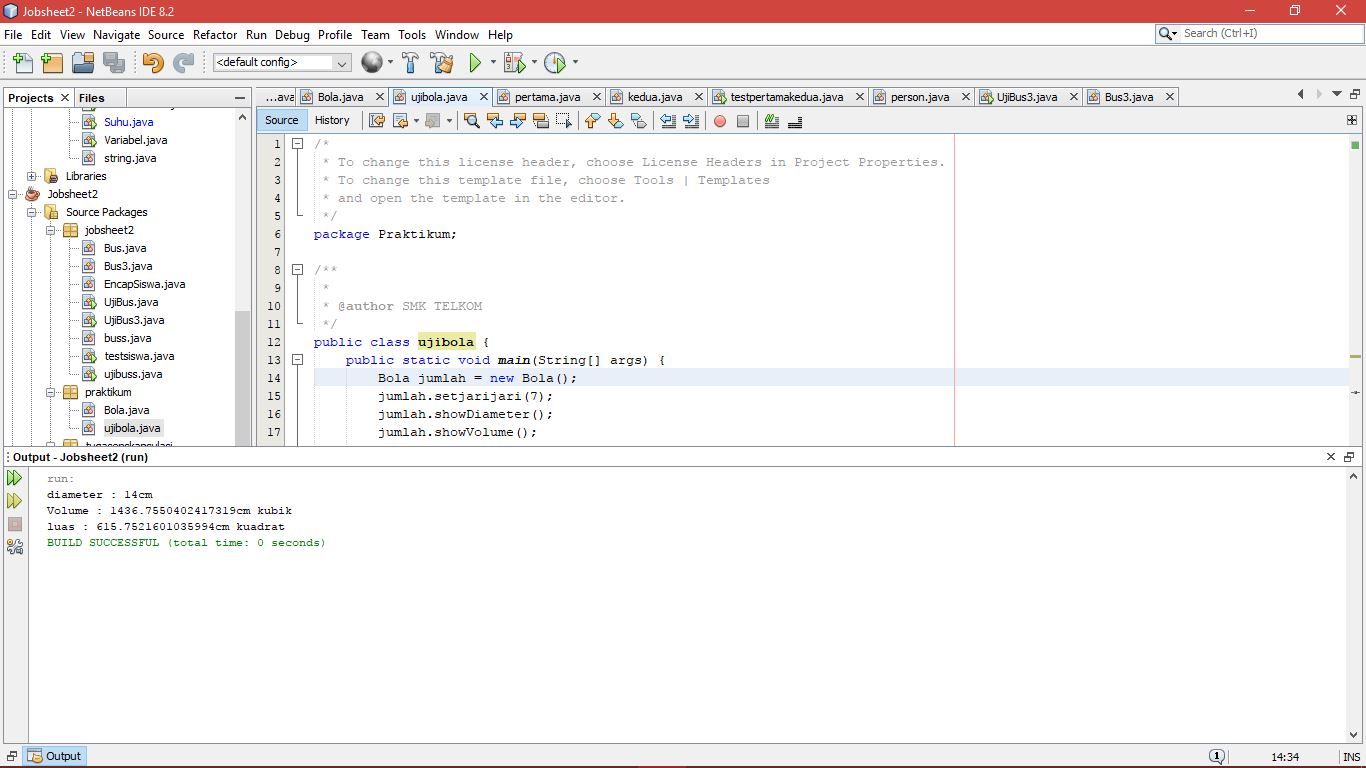 Jobsheet2 - NetBeans IDE 8.2
File Edit View Navigate Source Refactor Run Debug Profile Team Tools Window Help
Search (Ctrl+I)
<default config>
Projects Files
...ava Bola.java ujibola.java pertama.java kedua.java testpertamakedua.java person.java UjiBus3.java Bus3.java
Source History
Suhu.java
Variabel.java
string.java
Libraries
Jobsheet2
Source Packages
jobsheet2
Bus.java
Bus3.java
EncapSiswa.java
UjiBus.java
UjiBus3.java
buss.java
testsiswa.java
ujibuss.java
praktikum
Bola.java
ujibola.java
1 /*
2 * To change this license header, choose License Headers in Project Properties.
3 * To change this template file, choose Tools | Templates
4 * and open the template in the editor.
5 */
6 package Praktikum;
7
8 /**
9 *
10 * @author SMK TELKOM
11 */
12 public class ujibola {
13 public static void main(String[] args) {
14 Bola jumlah = new Bola();
15 jumlah.setjarijari(7);
16 jumlah.showDiameter();
17 jumlah.showVolume();
Output - Jobsheet2 (run)
run:
diameter : 14cm
Volume : 1436.7550402417319cm kubik
luas : 615.7521601035994cm kuadrat
BUILD SUCCESSFUL (total time: 0 seconds)
Output
1
14:34
INS